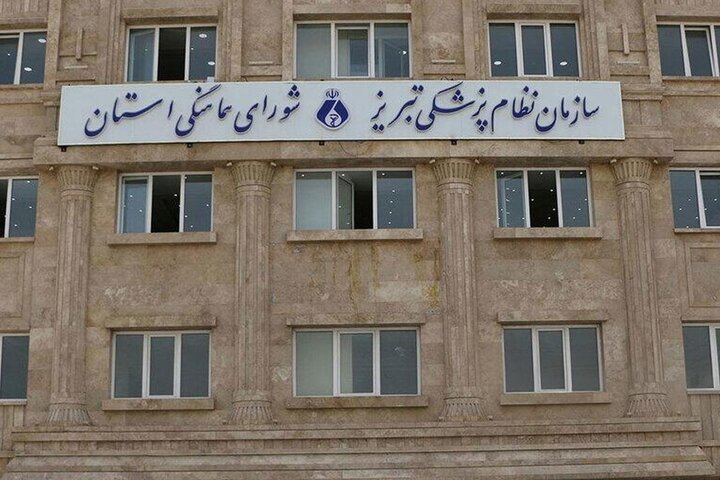 سازمان نظام پزشکی تبریز شورای هماهنگی استان